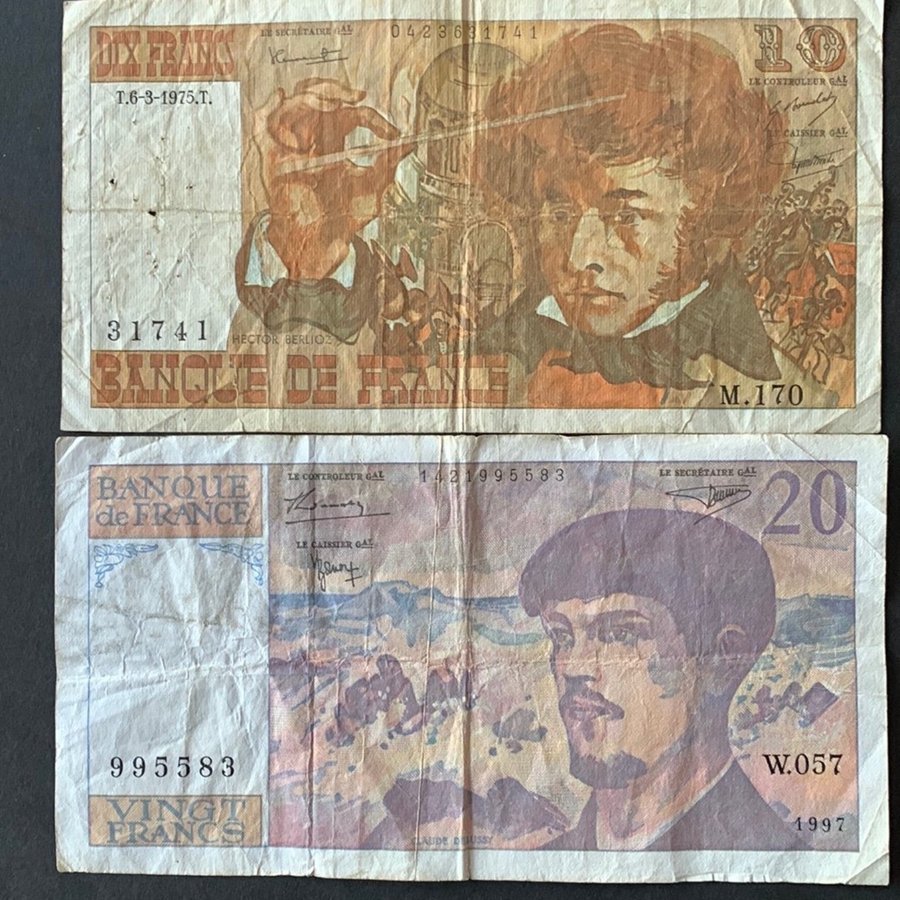 DIX FRANCS
LE SECRÉTAIRE GAL
0423631741
10
T.6-3-1975.T.
LE CONTROLEUR GAL
LE CAISSIER GAL
31741
HECTOR BERLIOZ
BANQUE DE FRANCE
M.170
BANQUE
de FRANCE
LE CONTROLEUR GAL
1421995583
LE SECRÉTAIRE GAL
20
LE CAISSIER GAL
995583
W.057
VINGT
FRANCS
1997
CLAUDE DEBUSSY